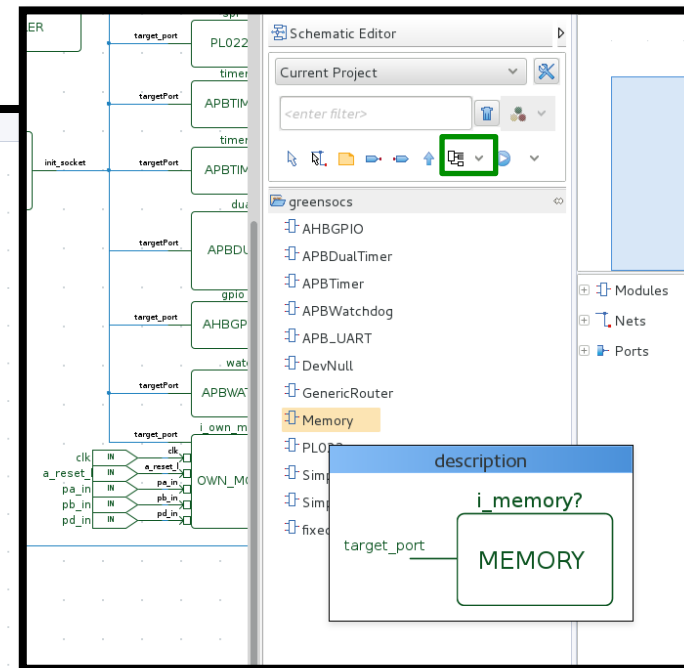 ER
target_port
PL022
timer
targetPort
APBTIM
timer
init_socket
targetPort
APBTIM
dua
targetPort
APBDU
gpio
target_port
AHBGP
wat
targetPort
APBWAT
i_own_m
target_port
clk IN clk
a_reset_l IN a_reset_l
pa_in IN pa_in
pb_in IN pb_in
pd_in IN pd_in
OWN_MO
Schematic Editor
Current Project
<enter filter>
greensocs
AHBGPIO
APBDualTimer
APBTimer
APBWatchdog
APB_UART
DevNull
GenericRouter
Memory
PL022
Simp
Simp
fixed
description
i_memory?
target_port
MEMORY
Modules
Nets
Ports